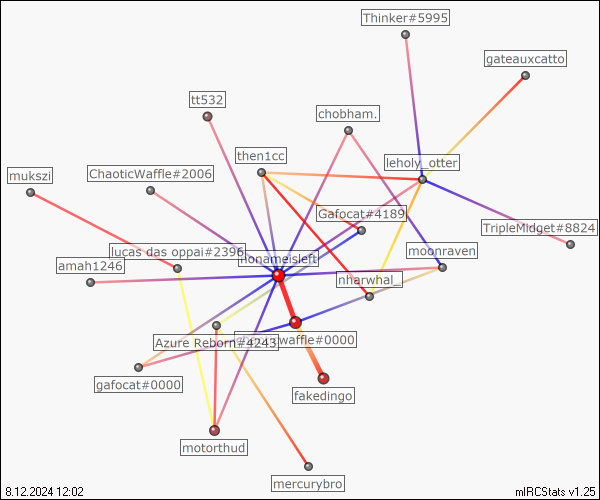 Thinker#5995
gateauxcatto
tt532
chobham.
then1cc
leholy_otter
mukszi
ChaoticWaffle#2006
Gafocat#4189
TripleMidget#8824
lucas das oppai#2396
nonameisleft
moonraven
amah1246
nharwhal_
Azure Reborn#4243
waffle#0000
gafocat#0000
fakedingo
motorthud
mercurybro
8.12.2024 12:02
mIRCStats v1.25